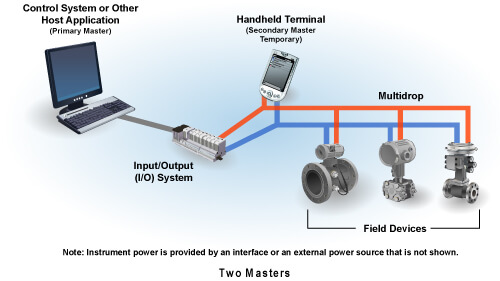 Control System or Other
Host Application
(Primary Master)
Handheld Terminal
(Secondary Master
Temporary)
Multidrop
Input/Output
(I/O) System
Field Devices
Note: Instrument power is provided by an interface or an external power source that is not shown.
Two Masters